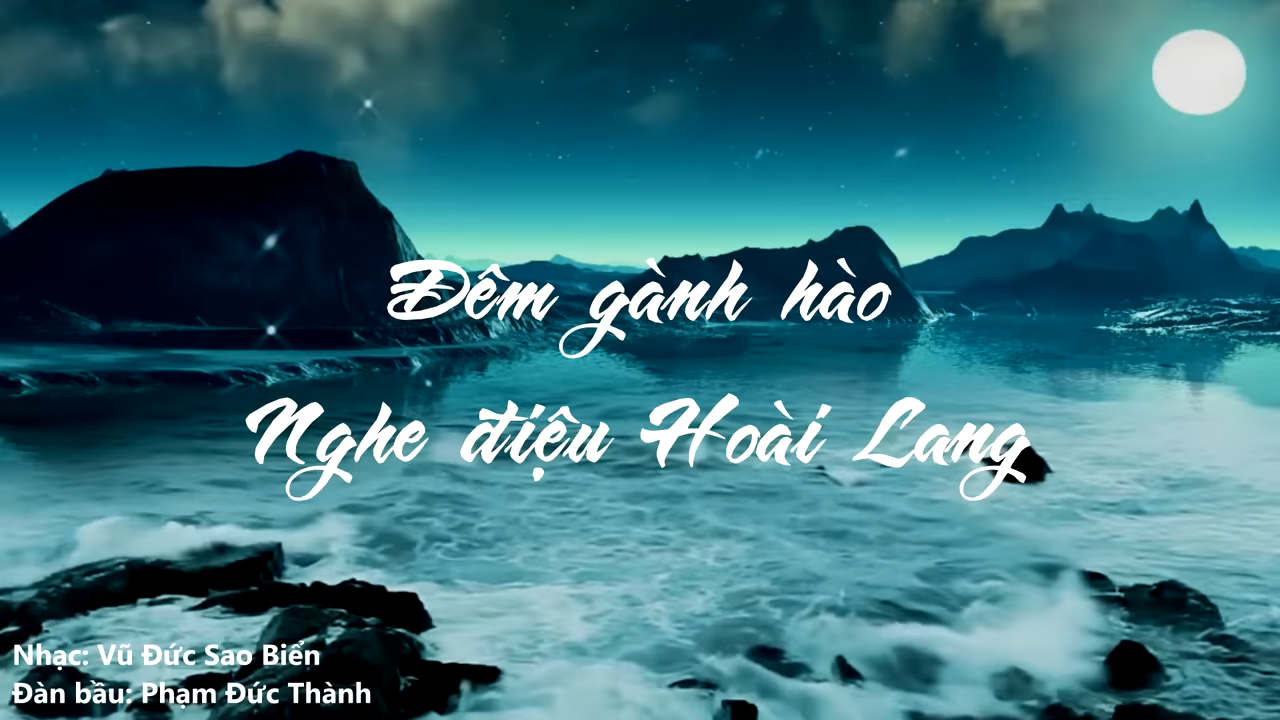 Đêm gành hào
Nghe điệu Hoài Lang
Nhạc: Vũ Đức Sao Biển
Đàn bầu: Phạm Đức Thành